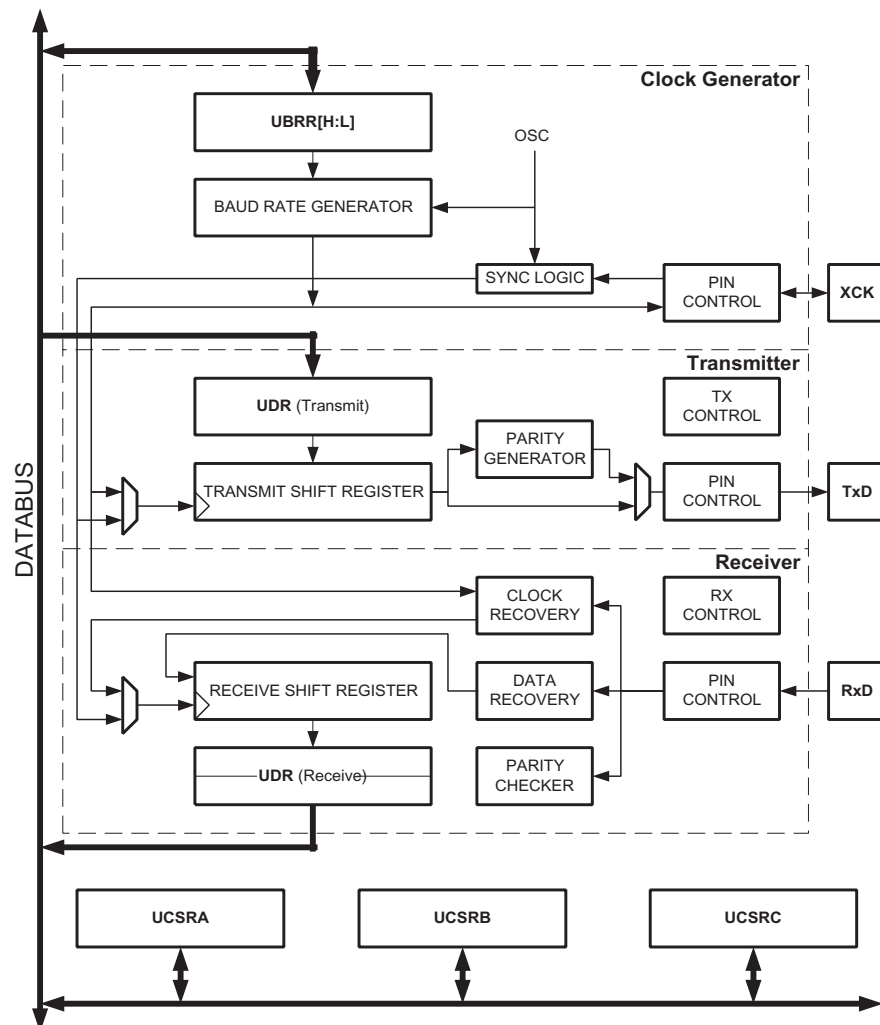 Clock Generator
UBRR[H:L]
OSC
BAUD RATE GENERATOR
SYNC LOGIC
PIN
CONTROL
XCK
Transmitter
UDR (Transmit)
TX
CONTROL
PARITY
GENERATOR
TRANSMIT SHIFT REGISTER
PIN
CONTROL
TxD
DATABUS
Receiver
CLOCK
RECOVERY
RX
CONTROL
RECEIVE SHIFT REGISTER
DATA
RECOVERY
PIN
CONTROL
RxD
UDR (Receive)
PARITY
CHECKER
UCSRA
UCSRB
UCSRC